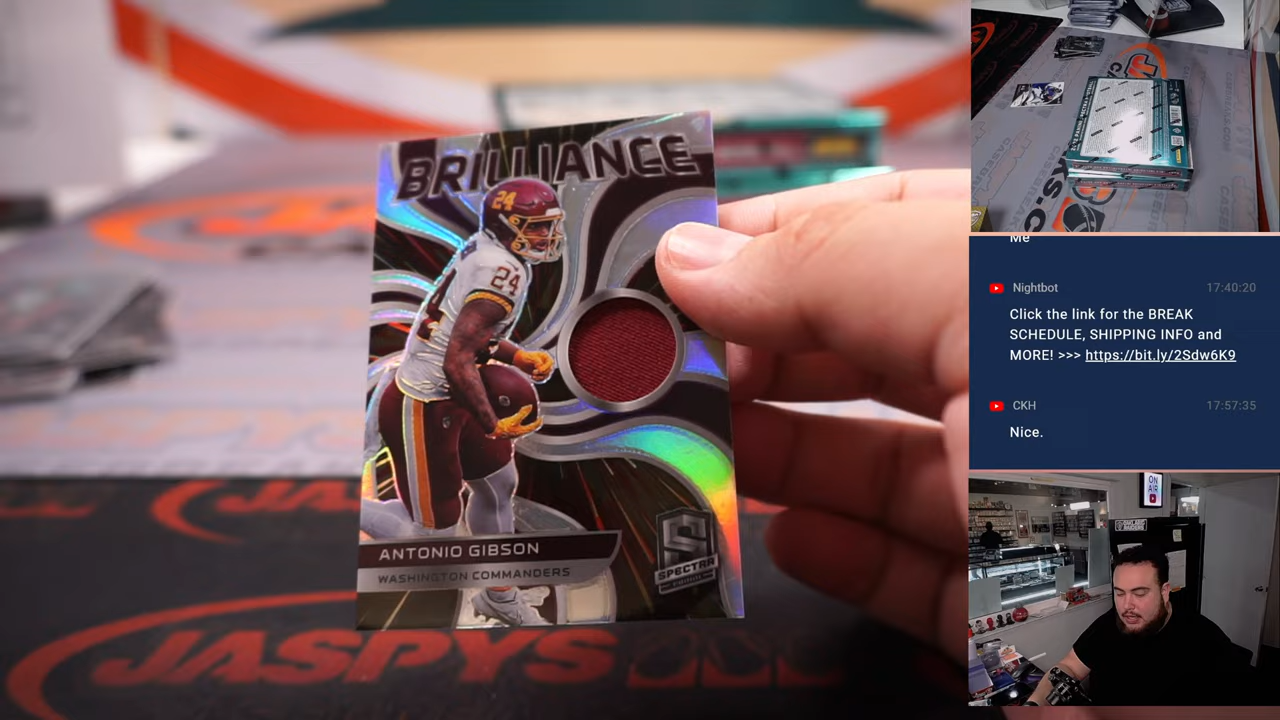 BRILLIANCE
24
24
ANTONIO GIBSON
WASHINGTON COMMANDERS
SPECTRA
JASPYS
JASPYS
Me
Nightbot 17:40:20
Click the link for the BREAK
SCHEDULE, SHIPPING INFO and
MORE! >>> https://bit.ly/2Sdw6K9
CKH 17:57:35
Nice.
ON
AIR